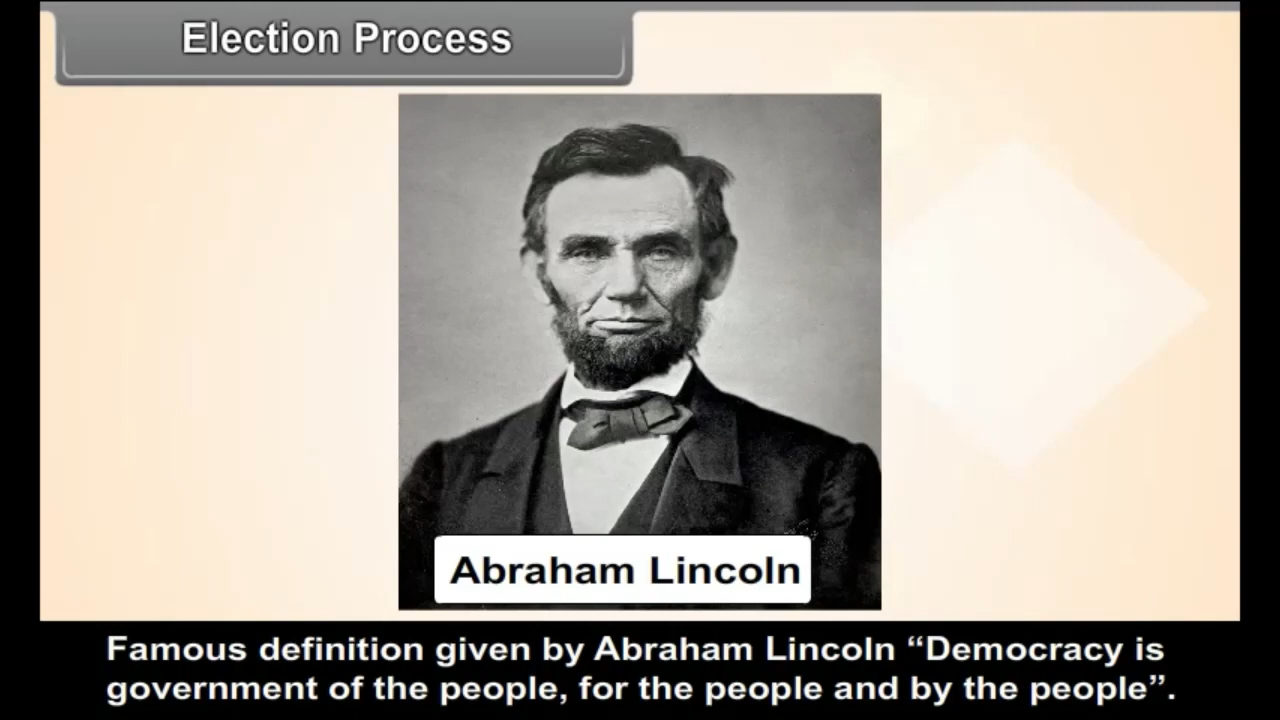 Election Process
Abraham Lincoln
Famous definition given by Abraham Lincoln “Democracy is
government of the people, for the people and by the people”.